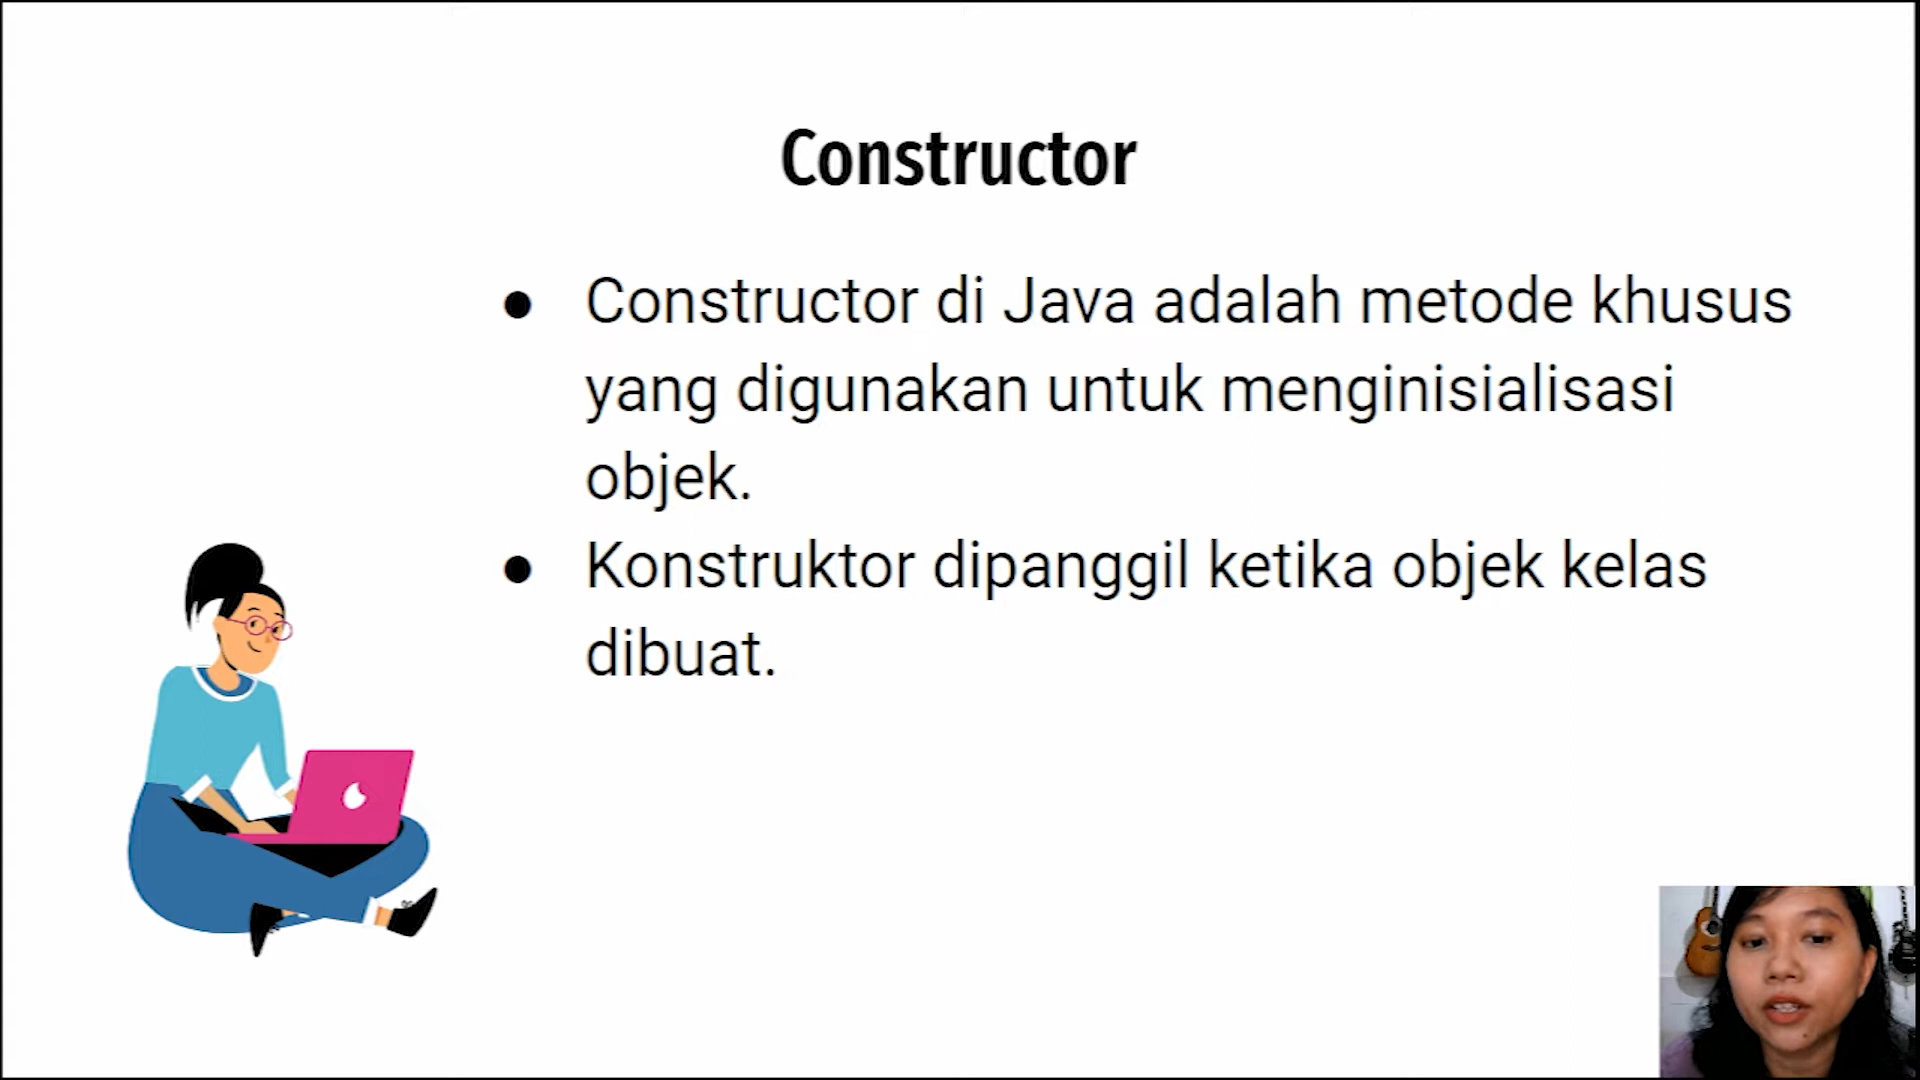 Constructor
● Constructor di Java adalah metode khusus
yang digunakan untuk menginisialisasi
objek.
● Konstruktor dipanggil ketika objek kelas
dibuat.